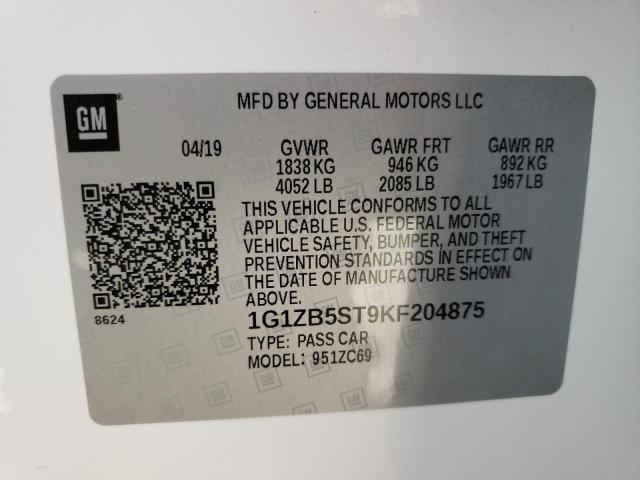 GM
®
MFD BY GENERAL MOTORS LLC
04/19 GVWR GAWR FRT GAWR RR
1838 KG 946 KG 892 KG
4052 LB 2085 LB 1967 LB
THIS VEHICLE CONFORMS TO ALL
APPLICABLE U.S. FEDERAL MOTOR
VEHICLE SAFETY, BUMPER, AND THEFT
PREVENTION STANDARDS IN EFFECT ON
THE DATE OF MANUFACTURE SHOWN
ABOVE.
8624
1G1ZB5ST9KF204875
TYPE: PASS CAR
MODEL: 951ZC69